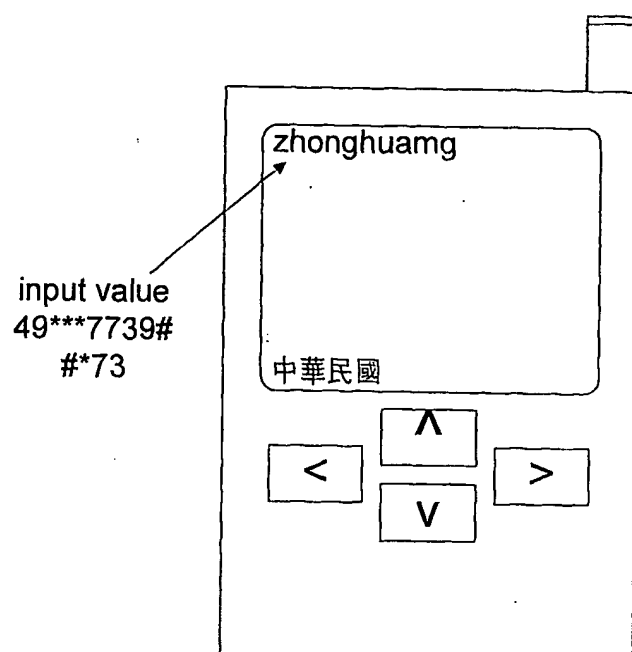 zhonghuamg
input value
49***7739#
#*73
中華民國
<
^
v
>